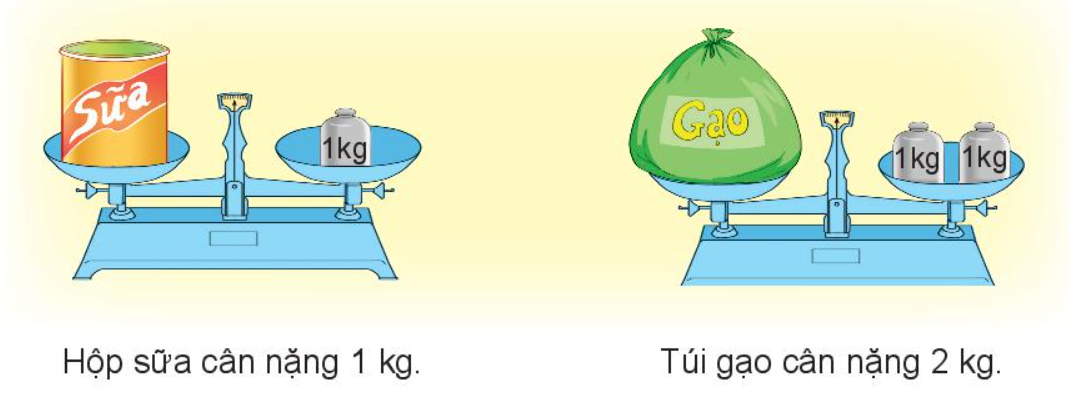 Sữa
1kg
Gạo
1kg 1kg
Hộp sữa cân nặng 1 kg.
Túi gạo cân nặng 2 kg.